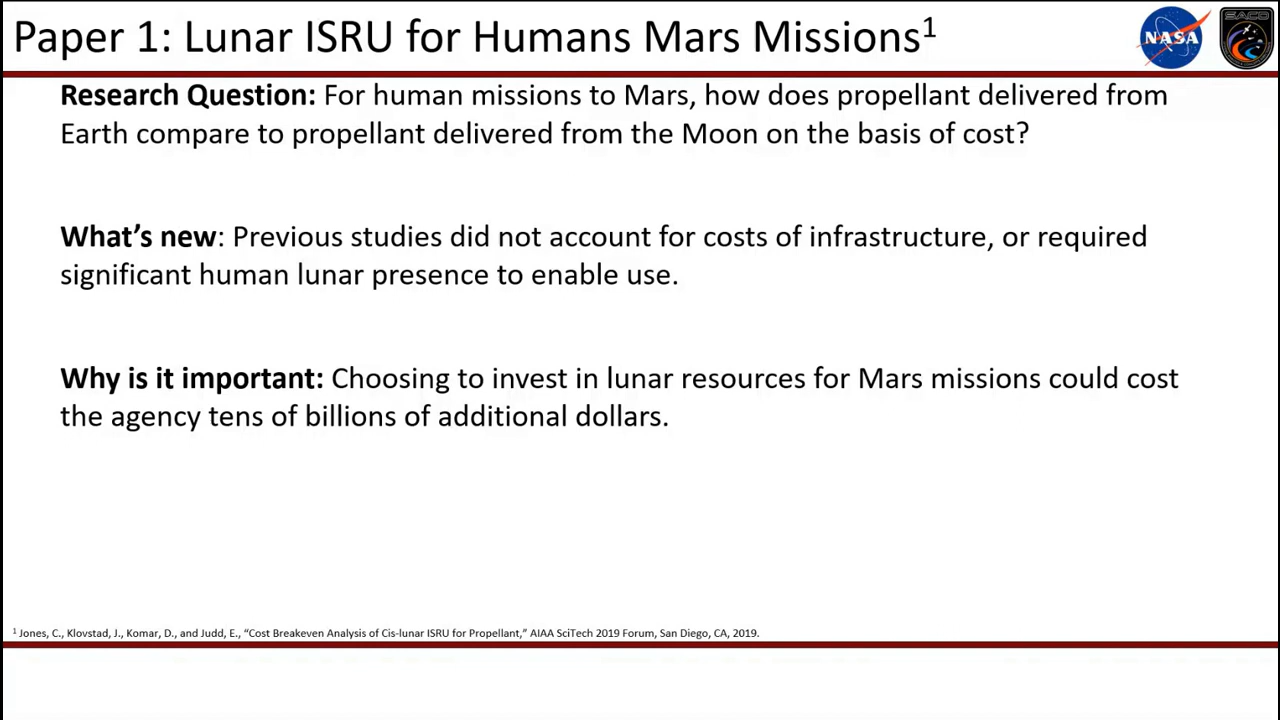 Paper 1: Lunar ISRU for Humans Mars Missions¹
NASA
SACD
Research Question: For human missions to Mars, how does propellant delivered from
Earth compare to propellant delivered from the Moon on the basis of cost?
What’s new: Previous studies did not account for costs of infrastructure, or required
significant human lunar presence to enable use.
Why is it important: Choosing to invest in lunar resources for Mars missions could cost
the agency tens of billions of additional dollars.
¹ Jones, C., Klovstad, J., Komar, D., and Judd, E., “Cost Breakeven Analysis of Cis-lunar ISRU for Propellant,” AIAA SciTech 2019 Forum, San Diego, CA, 2019.